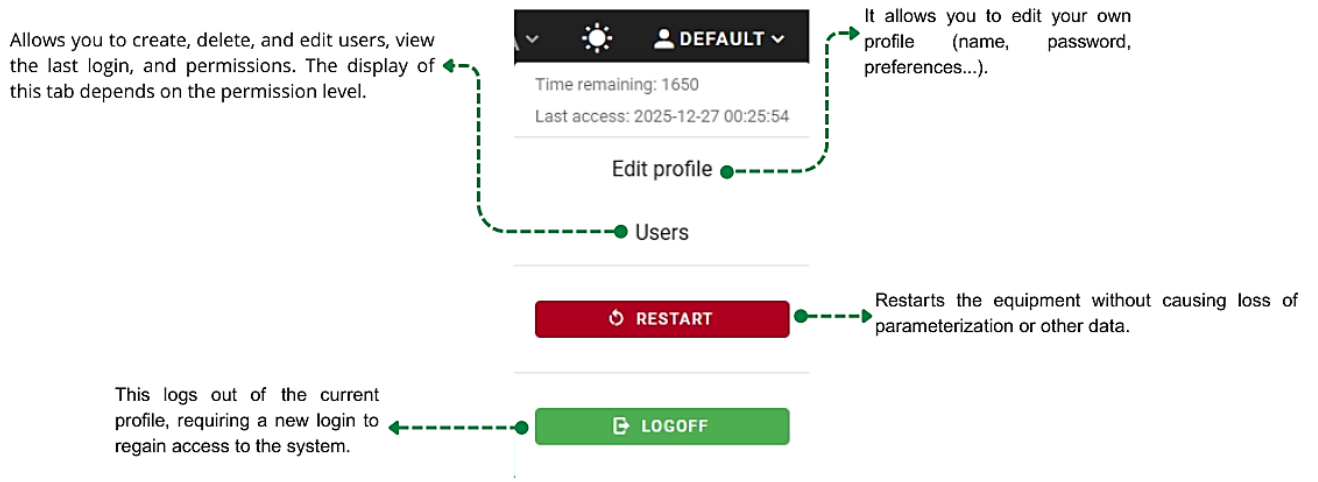 Allows you to create, delete, and edit users, view
the last login, and permissions. The display of
this tab depends on the permission level.
DEFAULT
Time remaining: 1650
Last access: 2025-12-27 00:25:54
It allows you to edit your own
profile (name, password,
preferences...).
Edit profile
Users
RESTART
Restarts the equipment without causing loss of
parameterization or other data.
This logs out of the current
profile, requiring a new login to
regain access to the system.
LOGOFF